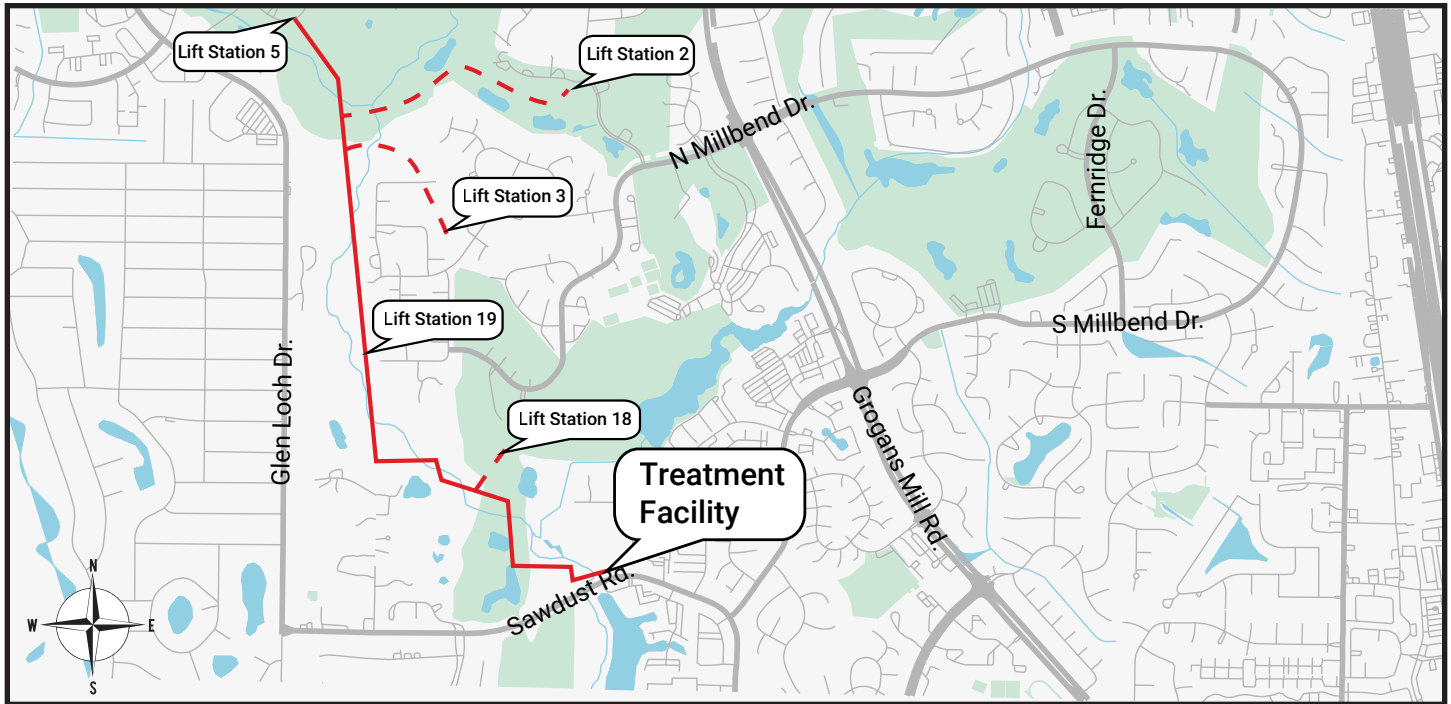 Lift Station 5
Lift Station 2
N Millbend Dr.
Fernridge Dr.
Lift Station 3
Lift Station 19
S Millbend Dr.
Glen Loch Dr.
Lift Station 18
Grogans Mill Rd.
Treatment
Facility
Sawdust Rd.
N
W
E
S